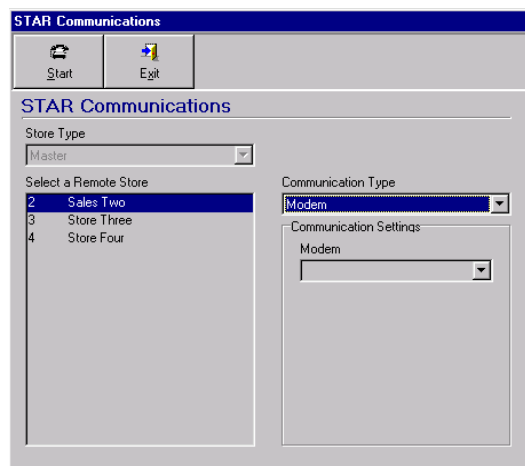 STAR Communications
Start Exit
STAR Communications
Store Type
Master
Select a Remote Store
2 Sales Two
3 Store Three
4 Store Four
Communication Type
Modem
Communication Settings
Modem